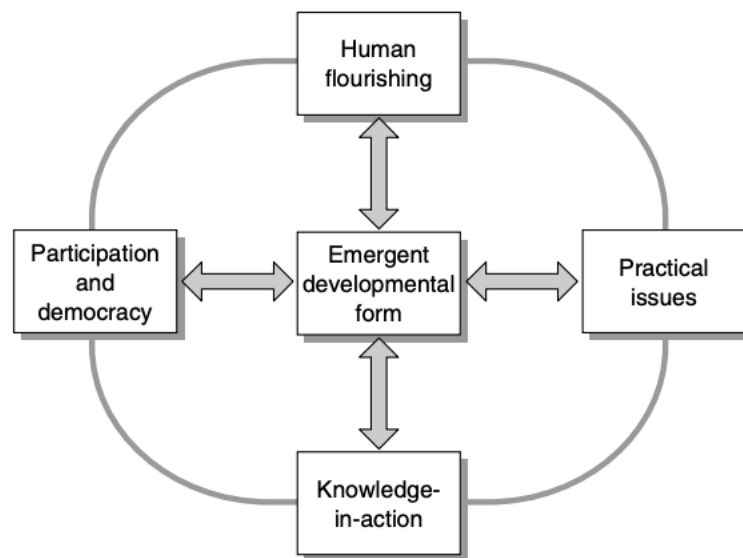 Human
flourishing
Participation
and
democracy
Emergent
developmental
form
Practical
issues
Knowledge-
in-action